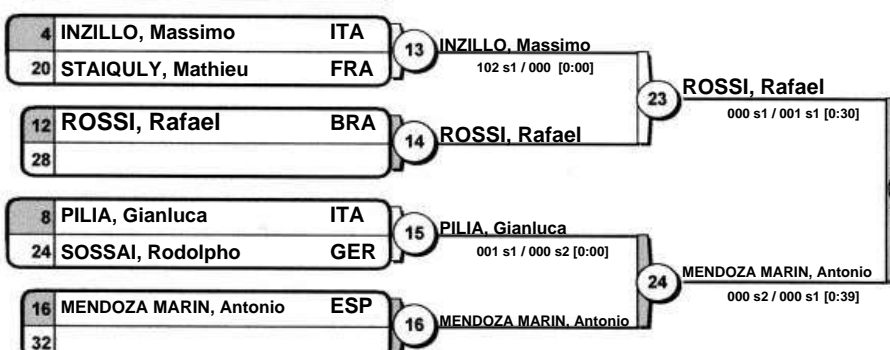 4 INZILLO, Massimo ITA
20 STAIQULY, Mathieu FRA
13
INZILLO, Massimo
102 s1 / 000 [0:00]
12 ROSSI, Rafael BRA
28
14
ROSSI, Rafael
23
ROSSI, Rafael
000 s1 / 001 s1 [0:30]
8 PILIA, Gianluca ITA
24 SOSSAI, Rodolpho GER
15
PILIA, Gianluca
001 s1 / 000 s2 [0:00]
16 MENDOZA MARIN, Antonio ESP
32
16
MENDOZA MARIN, Antonio
24
MENDOZA MARIN, Antonio
000 s2 / 000 s1 [0:39]